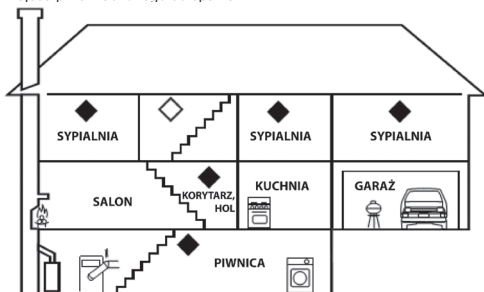 SYPIALNIA
SYPIALNIA
SYPIALNIA
SALON
KORYTARZ,
HOL
KUCHNIA
GARAŻ
PIWNICA